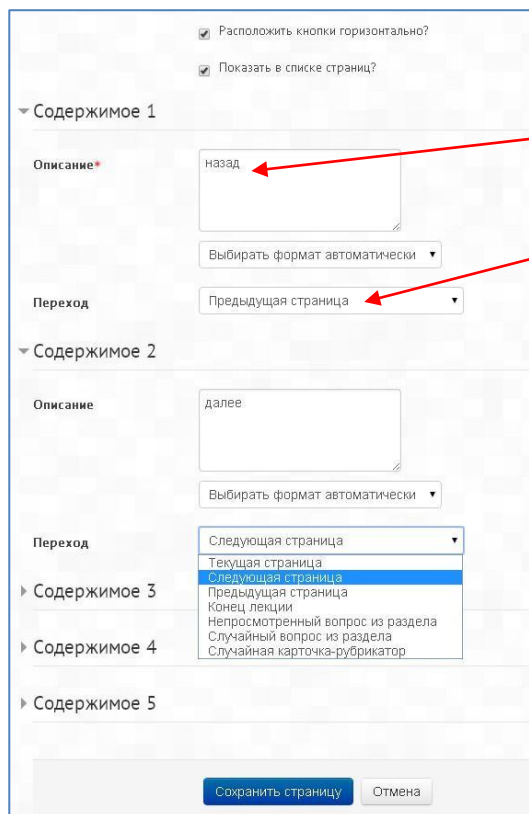 Расположить кнопки горизонтально?
Показать в списке страниц?
Содержимое 1
Описание*
назад
Выбирать формат автоматически
Переход
Предыдущая страница
Содержимое 2
Описание
далее
Выбирать формат автоматически
Переход
Следующая страница
Текущая страница
Следующая страница
Предыдущая страница
Конец лекции
Непросмотренный вопрос из раздела
Случайный вопрос из раздела
Случайная карточка-рубрикатор
Содержимое 3
Содержимое 4
Содержимое 5
Сохранить страницу
Отмена